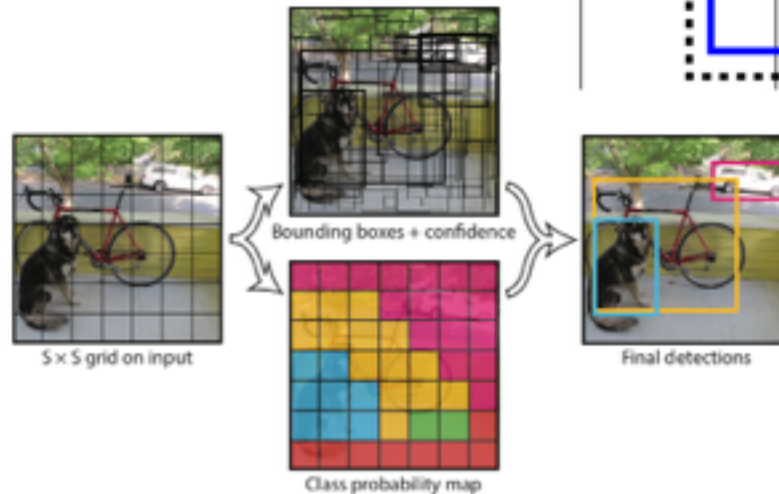 Bounding boxes + confidence
S × S grid on input
Final detections
Class probability map